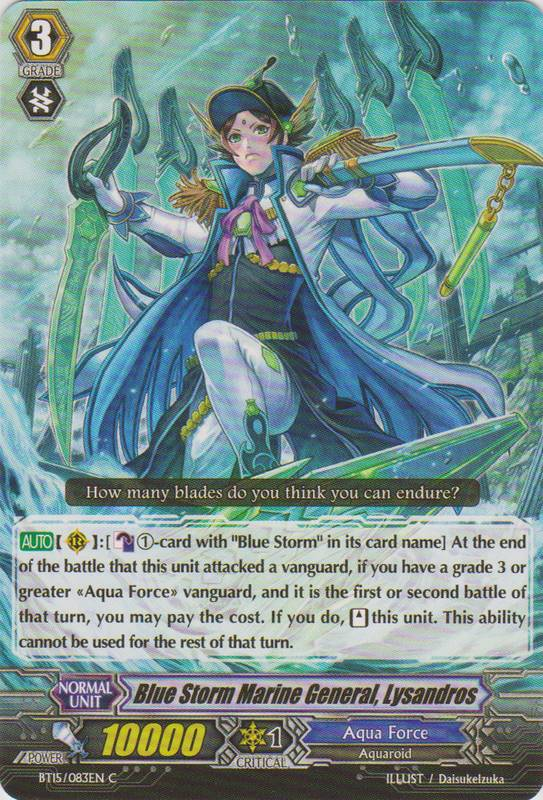 3
GRADE
How many blades do you think you can endure?
AUTO【 】:[ ①-card with "Blue Storm" in its card name] At the end
of the battle that this unit attacked a vanguard, if you have a grade 3 or
greater «Aqua Force» vanguard, and it is the first or second battle of
that turn, you may pay the cost. If you do, this unit. This ability
cannot be used for the rest of that turn.
NORMAL
UNIT
Blue Storm Marine General, Lysandros
POWER
10000
1
CRITICAL
Aqua Force
Aquaroid
BT15/083EN C
ILLUST / Daisukeizuka